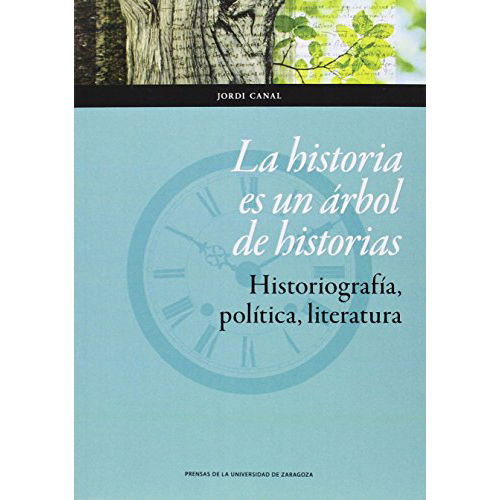 JORDI CANAL
La historia
es un árbol
de historias
Historiografía,
política, literatura
PRENSAS DE LA UNIVERSIDAD DE ZARAGOZA